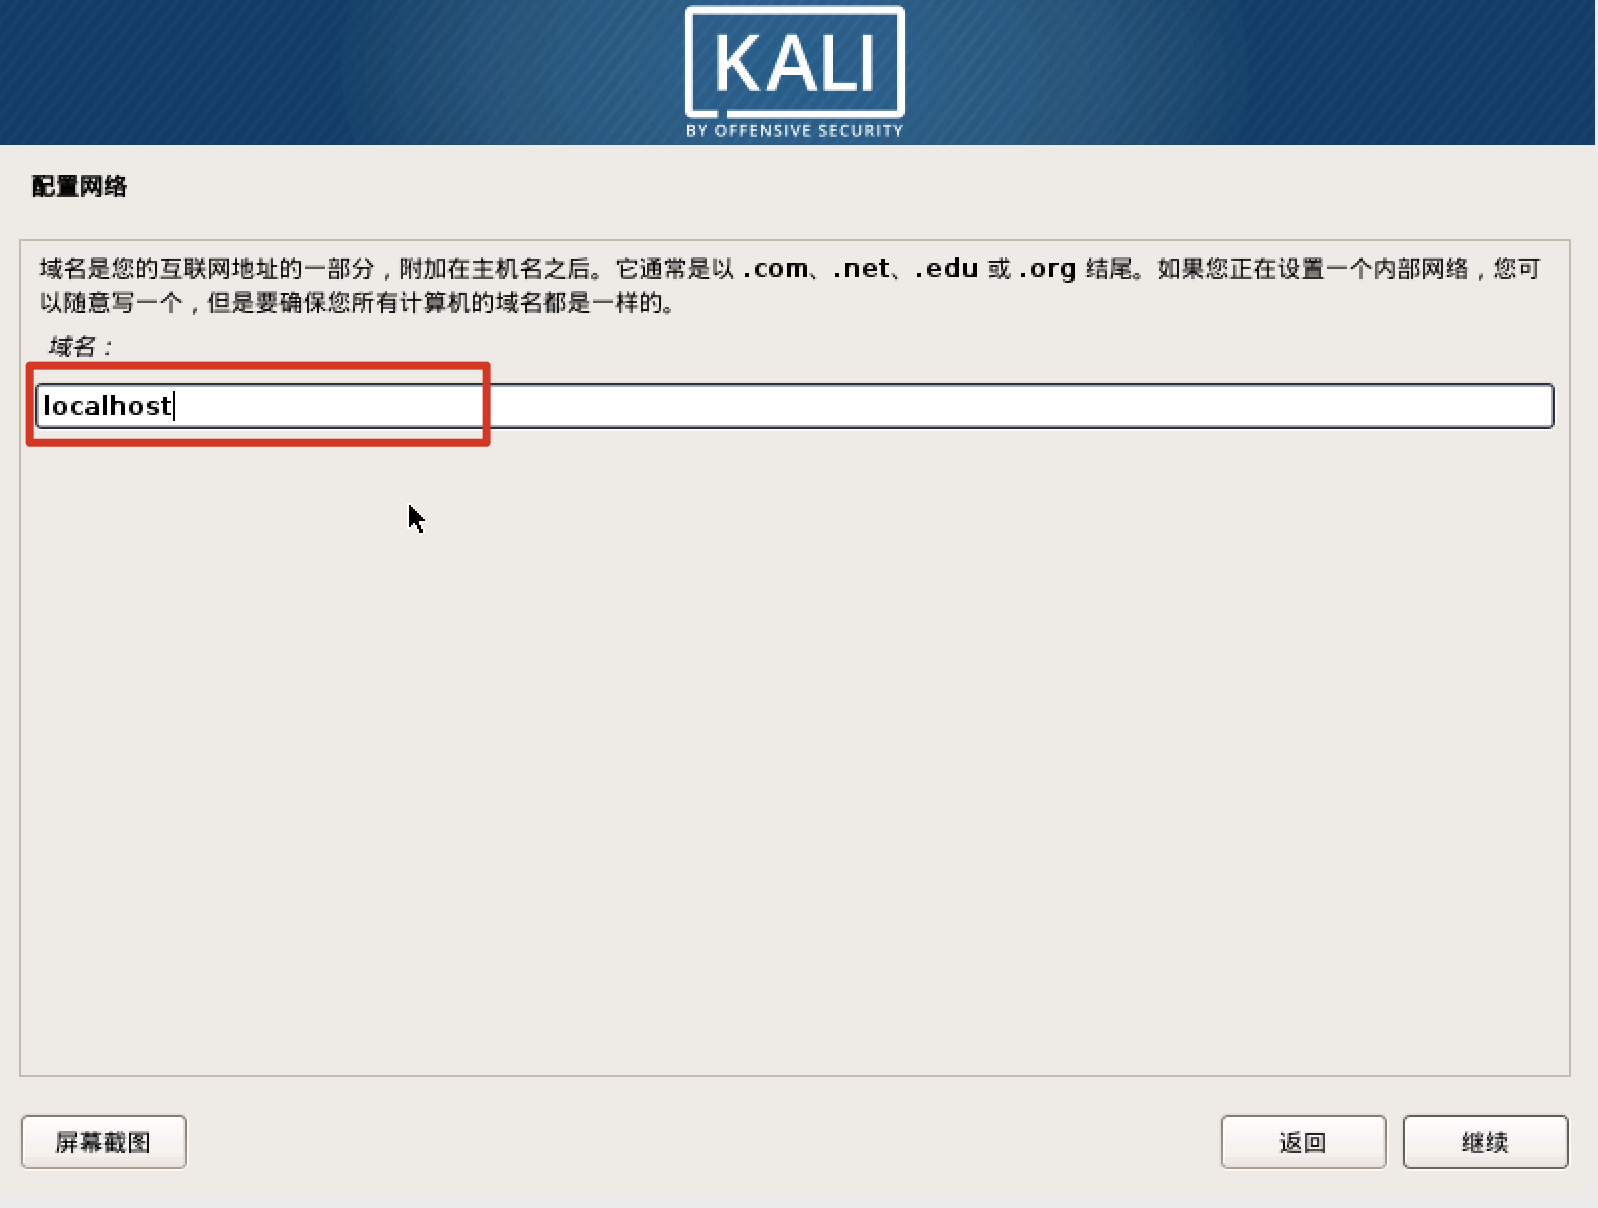 KALI
BY OFFENSIVE SECURITY
配置网络
域名是您的互联网地址的一部分，附加在主机名之后。它通常是以 .com、.net、.edu 或 .org 结尾。如果您正在设置一个内部网络，您可
以随意写一个，但是要确保您所有计算机的域名都是一样的。
域名：
localhost
屏幕截图
返回
继续